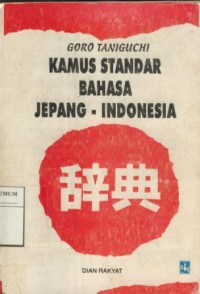 GORO TANIGUCHI
KAMUS STANDAR
BAHASA
JEPANG - INDONESIA
辞典
UMUM
DIAN RAKYAT